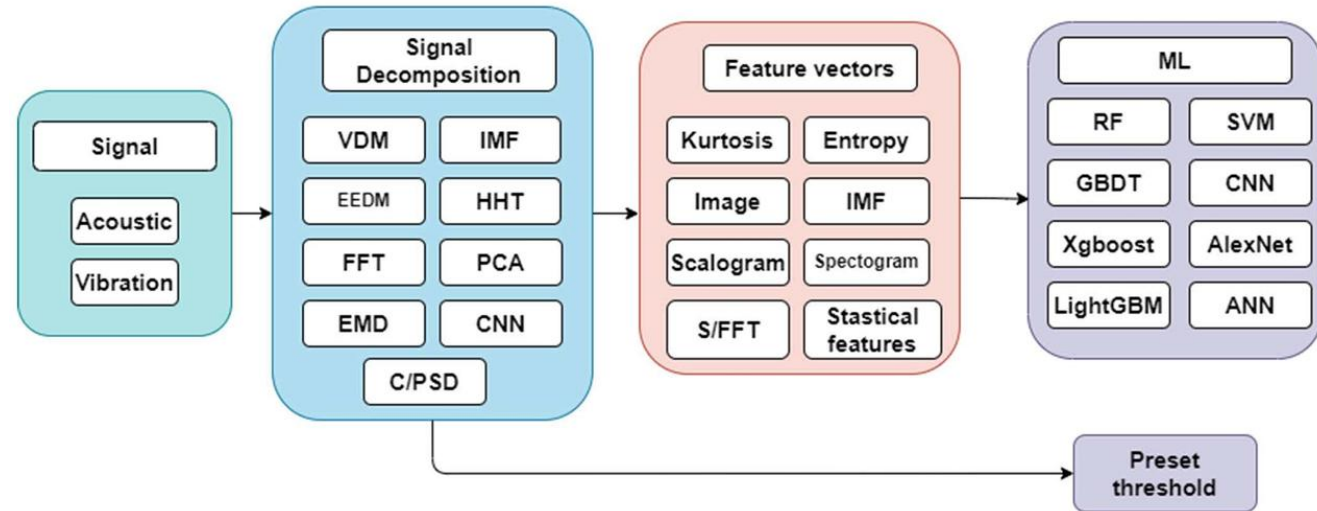 Signal
Acoustic
Vibration
Signal
Decomposition
VDM
IMF
EEDM
HHT
FFT
PCA
EMD
CNN
C/PSD
Feature vectors
Kurtosis
Entropy
Image
IMF
Scalogram
Spectogram
S/FFT
Stastical
features
ML
RF
SVM
GBDT
CNN
Xgboost
AlexNet
LightGBM
ANN
Preset
threshold